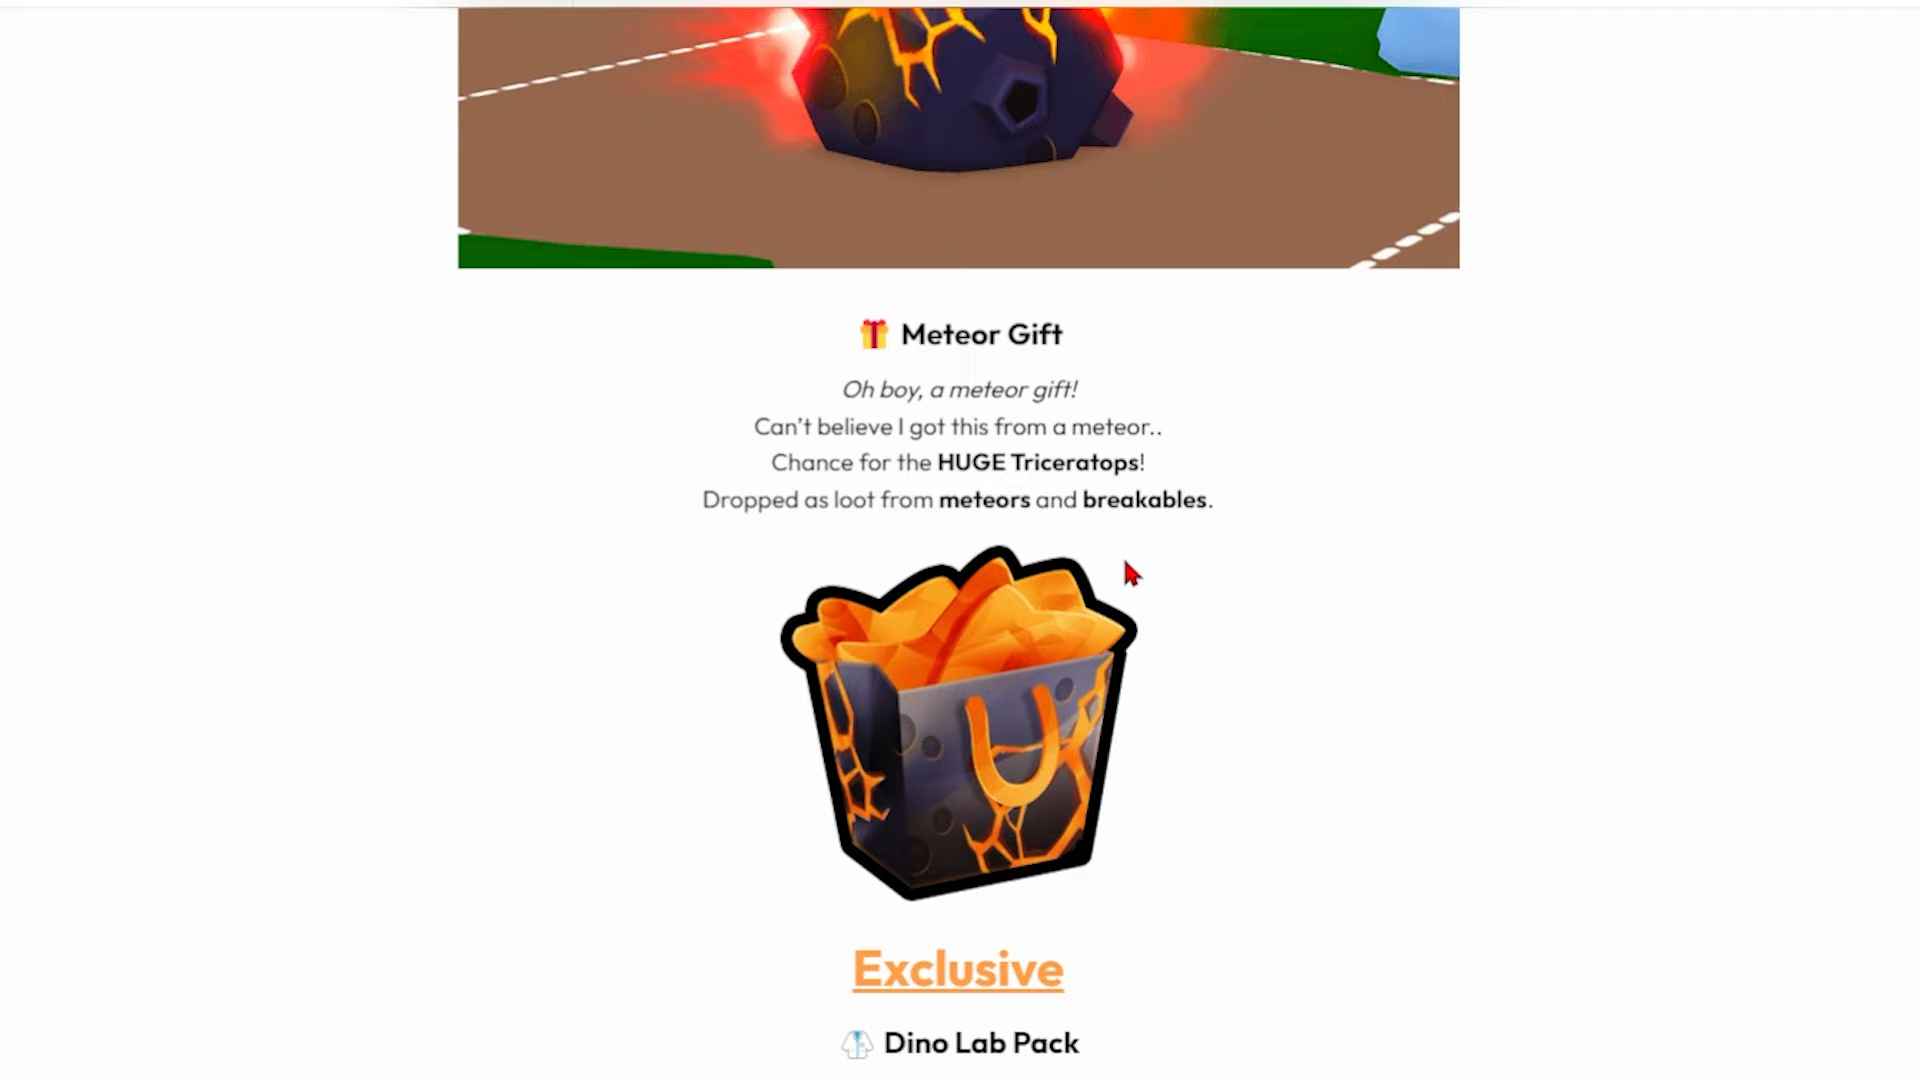 🎁 Meteor Gift
Oh boy, a meteor gift!
Can't believe I got this from a meteor..
Chance for the HUGE Triceratops!
Dropped as loot from meteors and breakables.
Exclusive
🥼 Dino Lab Pack